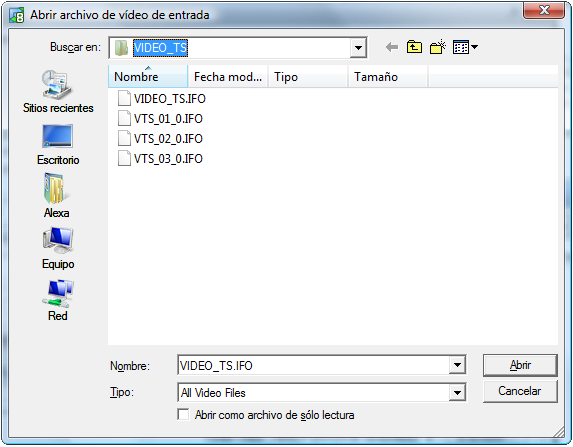 Abrir archivo de vídeo de entrada
Buscar en:
VIDEO_TS
Nombre
Fecha mod...
Tipo
Tamaño
VIDEO_TS.IFO
VTS_01_0.IFO
VTS_02_0.IFO
VTS_03_0.IFO
Sitios recientes
Escritorio
Alexa
Equipo
Red
Nombre:
VIDEO_TS.IFO
Abrir
Tipo:
All Video Files
Cancelar
Abrir como archivo de sólo lectura